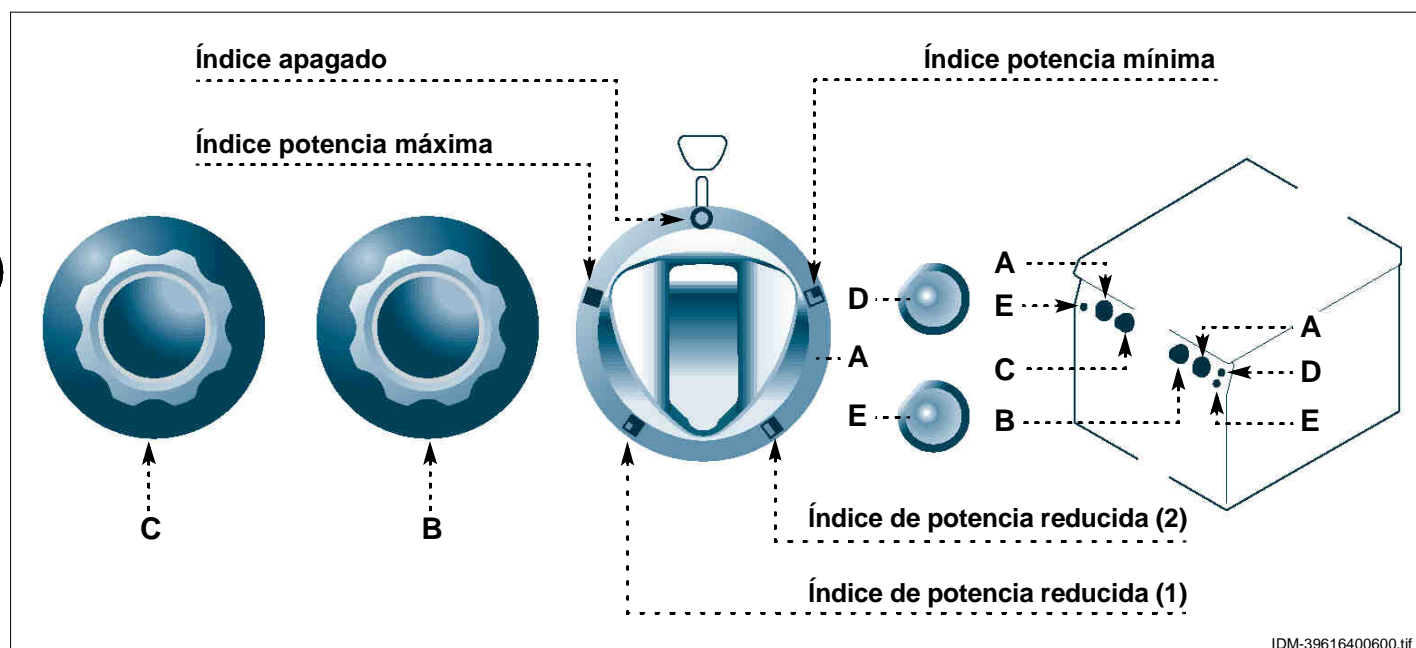 Índice apagado
Índice potencia mínima
Índice potencia máxima
D
E
A
A
E
C
B
A
D
E
C
B
Índice de potencia reducida (2)
Índice de potencia reducida (1)
IDM-39616400600.tif